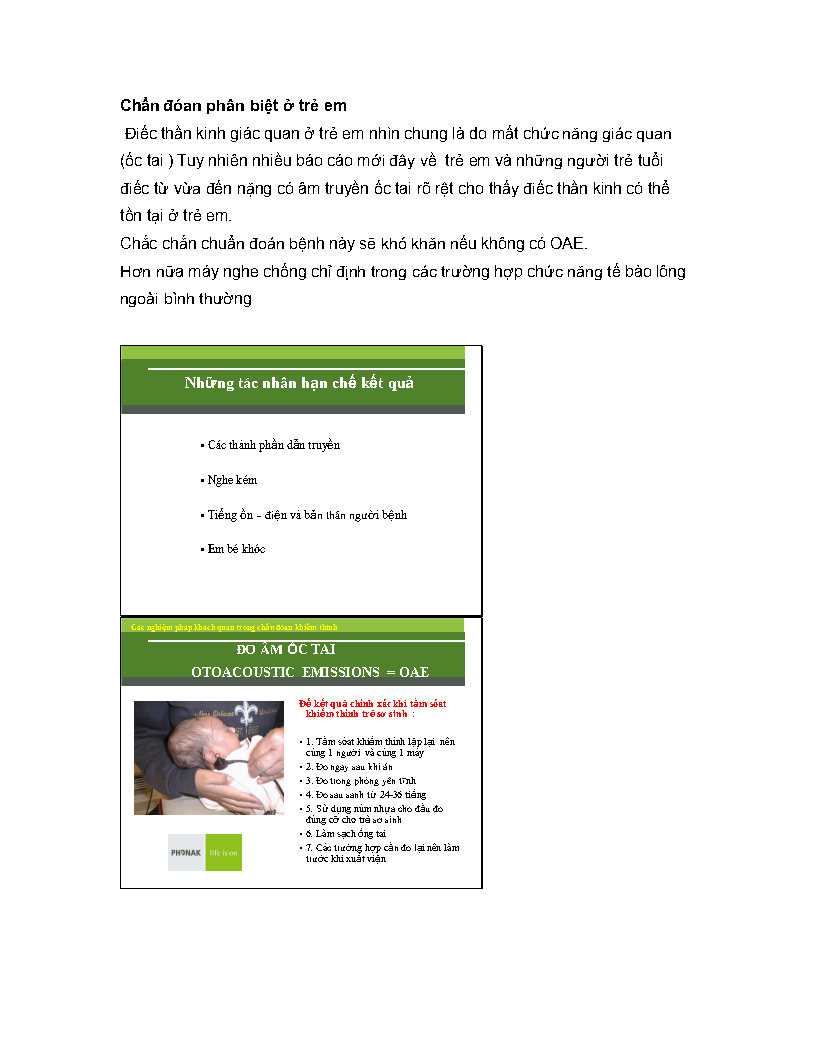 Chẩn đóan phân biệt ở trẻ em
Điếc thần kinh giác quan ở trẻ em nhìn chung là do mất chức năng giác quan
(ốc tai ) Tuy nhiên nhiều báo cáo mới đây về trẻ em và những người trẻ tuổi
điếc từ vừa đến nặng có âm truyền ốc tai rõ rệt cho thấy điếc thần kinh có thể
tồn tại ở trẻ em.
Chắc chắn chuẩn đoán bệnh này sẽ khó khăn nếu không có OAE.
Hơn nữa máy nghe chống chỉ định trong các trường hợp chức năng tế bào lông
ngoài bình thường
Những tác nhân hạn chế kết quả
• Các thành phần dẫn truyền
• Nghe kém
• Tiếng ồn – điện và bản thân người bệnh
• Em bé khóc
Các nghiệm pháp khách quan trong chẩn đoán khiếm thính
ĐO ÂM ỐC TAI
OTOACOUSTIC EMISSIONS = OAE
Để kết quả chính xác khi tầm soát
khiếm thính trẻ sơ sinh :
• 1. Tầm soát khiếm thính lập lại nên
cùng 1 người và cùng 1 máy
• 2. Đo ngay sau khi ăn
• 3. Đo trong phòng yên tĩnh
• 4. Đo sau sanh từ 24-36 tiếng
• 5. Sử dụng núm nhựa cho đầu đo
đúng cỡ cho trẻ sơ sinh
• 6. Làm sạch ống tai
• 7. Các trường hợp cần đo lại nên làm
trước khi xuất viện
New Orleans
PHONAK life is on